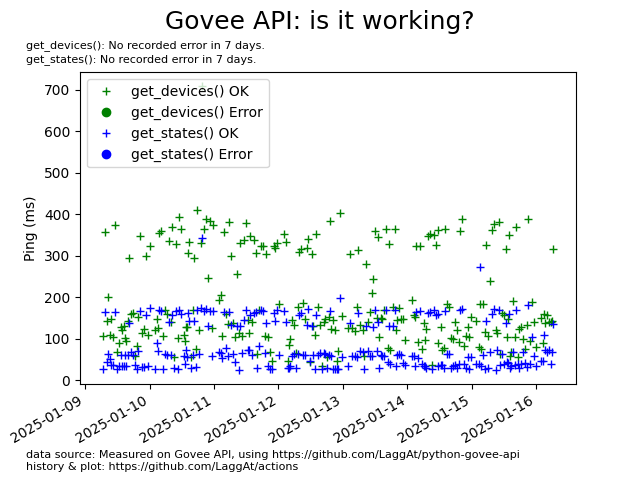 Govee API: is it working?
get_devices(): No recorded error in 7 days.
get_states(): No recorded error in 7 days.
get_devices() OK
get_devices() Error
get_states() OK
get_states() Error
Ping (ms)
700
600
500
400
300
200
100
0
2025-01-09
2025-01-10
2025-01-11
2025-01-12
2025-01-13
2025-01-14
2025-01-15
2025-01-16
data source: Measured on Govee API, using https://github.com/LaggAt/python-govee-api
history & plot: https://github.com/LaggAt/actions